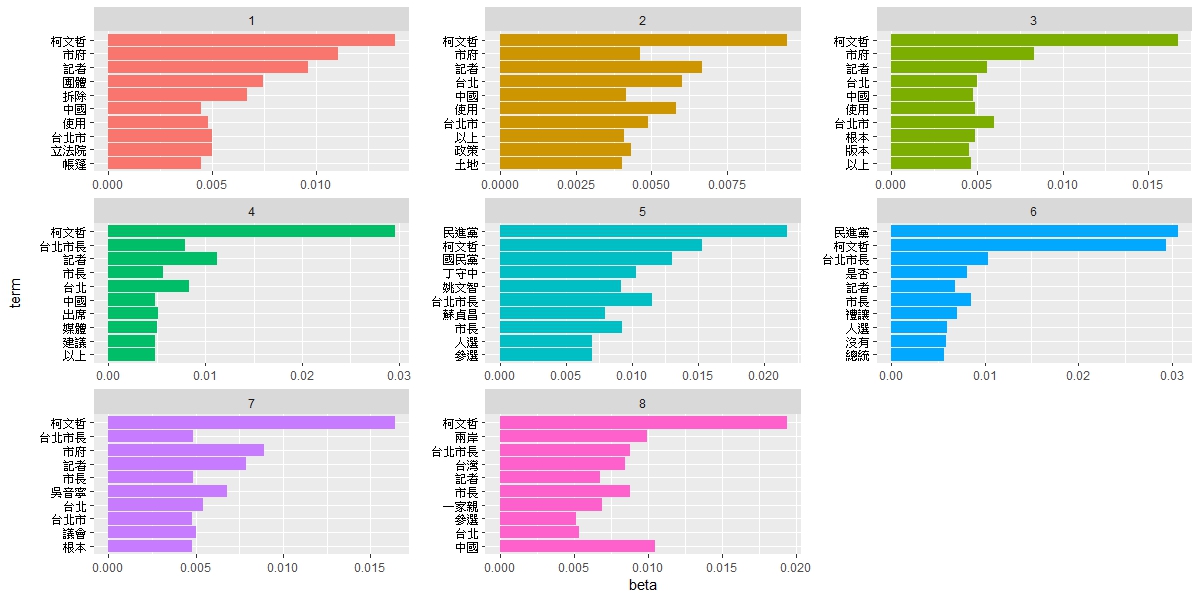 1
柯文哲
市府
記者
團體
拆除
中國
使用
台北市
立法院
帳篷
0.000 0.005 0.010
2
柯文哲
市府
記者
台北
中國
使用
台北市
以上
政策
土地
0.0000 0.0025 0.0050 0.0075
3
柯文哲
市府
記者
台北
中國
使用
台北市
根本
版本
以上
0.000 0.005 0.010 0.015
term
4
柯文哲
台北市長
記者
市長
台北
中國
出席
媒體
建議
以上
0.00 0.01 0.02 0.03
5
民進黨
柯文哲
國民黨
丁守中
姚文智
台北市長
蘇貞昌
市長
人選
參選
0.000 0.005 0.010 0.015 0.020
6
民進黨
柯文哲
台北市長
是否
記者
市長
禮讓
人選
沒有
總統
0.00 0.01 0.02 0.03
7
柯文哲
台北市長
市府
記者
市長
吳音寧
台北
台北市
議會
根本
0.000 0.005 0.010 0.015
8
柯文哲
兩岸
台北市長
台灣
記者
市長
一家親
參選
台北
中國
0.000 0.005 0.010 0.015 0.020
beta